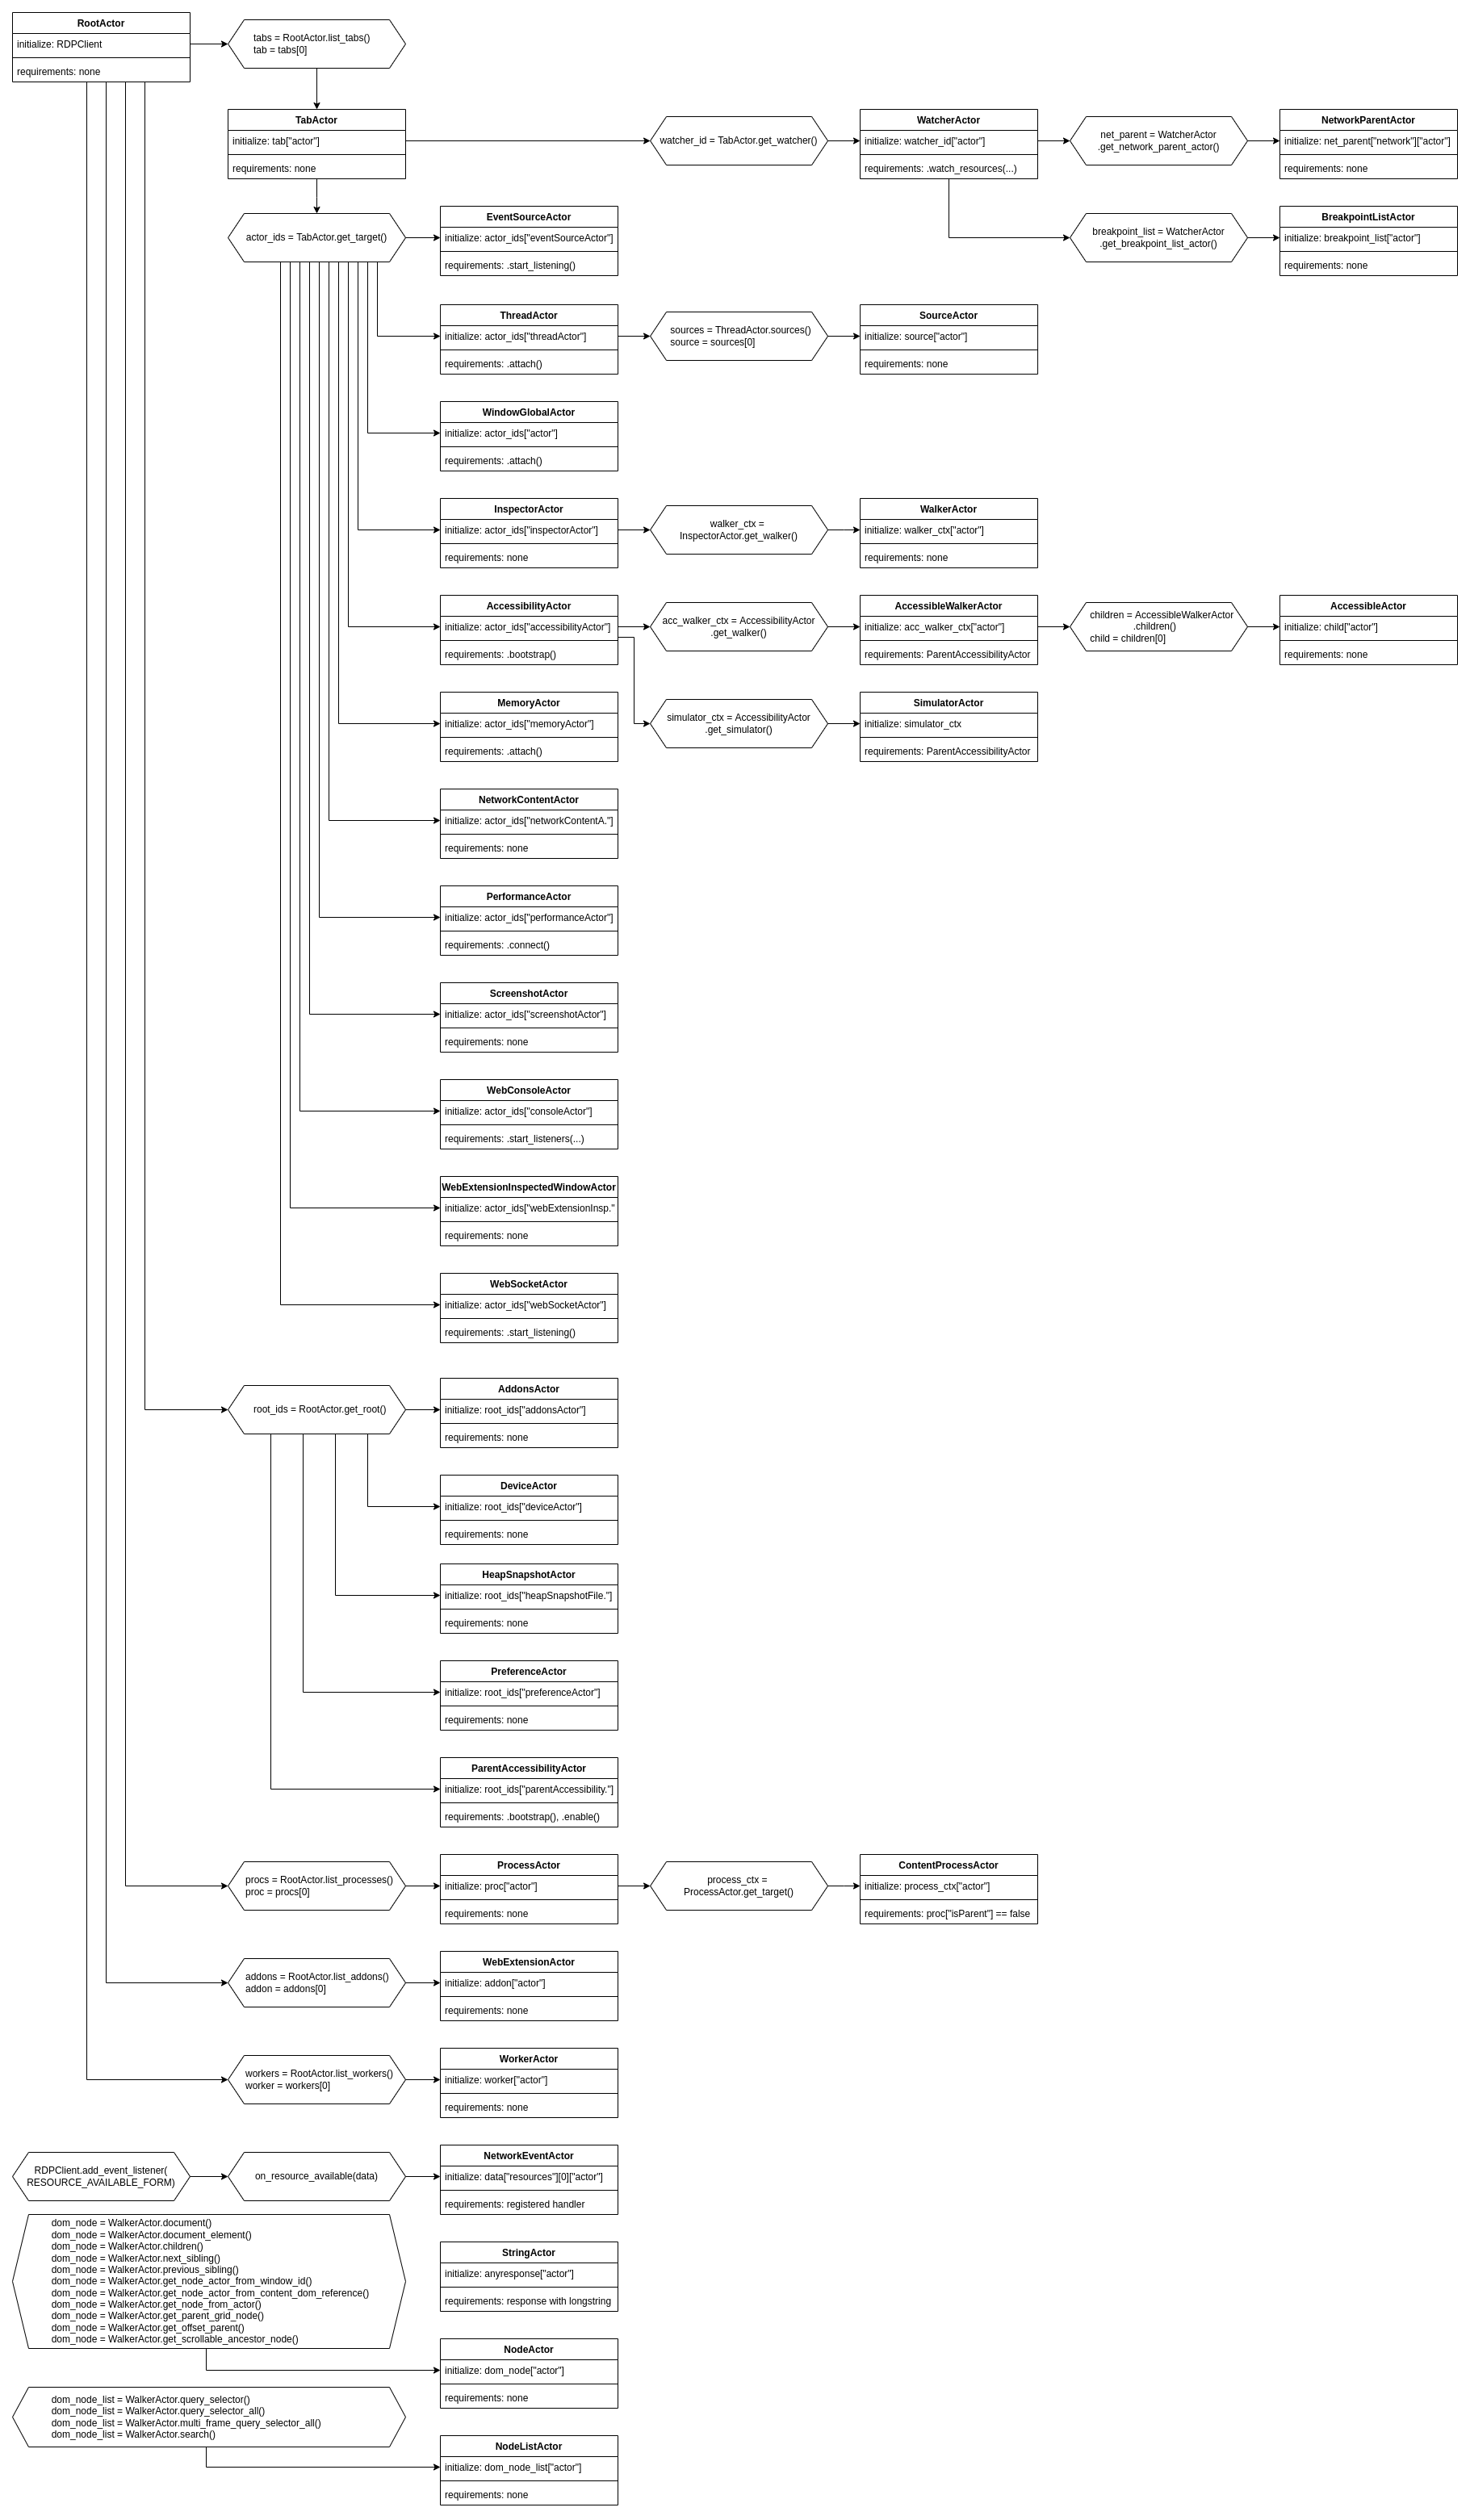 RootActor
initialize: RDPClient
requirements: none
tabs = RootActor.list_tabs()
tab = tabs[0]
TabActor
initialize: tab["actor"]
requirements: none
watcher_id = TabActor.get_watcher()
WatcherActor
initialize: watcher_id["actor"]
requirements: .watch_resources(...)
net_parent = WatcherActor
.get_network_parent_actor()
NetworkParentActor
initialize: net_parent["network"]["actor"]
requirements: none
actor_ids = TabActor.get_target()
EventSourceActor
initialize: actor_ids["eventSourceActor"]
requirements: .start_listening()
breakpoint_list = WatcherActor
.get_breakpoint_list_actor()
BreakpointListActor
initialize: breakpoint_list["actor"]
requirements: none
ThreadActor
initialize: actor_ids["threadActor"]
requirements: .attach()
sources = ThreadActor.sources()
source = sources[0]
SourceActor
initialize: source["actor"]
requirements: none
WindowGlobalActor
initialize: actor_ids["actor"]
requirements: .attach()
InspectorActor
initialize: actor_ids["inspectorActor"]
requirements: none
walker_ctx =
InspectorActor.get_walker()
WalkerActor
initialize: walker_ctx["actor"]
requirements: none
AccessibilityActor
initialize: actor_ids["accessibilityActor"]
requirements: .bootstrap()
acc_walker_ctx = AccessibilityActor
.get_walker()
AccessibleWalkerActor
initialize: acc_walker_ctx["actor"]
requirements: ParentAccessibilityActor
children = AccessibleWalkerActor
.children()
child = children[0]
AccessibleActor
initialize: child["actor"]
requirements: none
MemoryActor
initialize: actor_ids["memoryActor"]
requirements: .attach()
simulator_ctx = AccessibilityActor
.get_simulator()
SimulatorActor
initialize: simulator_ctx
requirements: ParentAccessibilityActor
NetworkContentActor
initialize: actor_ids["networkContentA."]
requirements: none
PerformanceActor
initialize: actor_ids["performanceActor"]
requirements: .connect()
ScreenshotActor
initialize: actor_ids["screenshotActor"]
requirements: none
WebConsoleActor
initialize: actor_ids["consoleActor"]
requirements: .start_listeners(...)
WebExtensionInspectedWindowActor
initialize: actor_ids["webExtensionInsp."
requirements: none
WebSocketActor
initialize: actor_ids["webSocketActor"]
requirements: .start_listening()
root_ids = RootActor.get_root()
AddonsActor
initialize: root_ids["addonsActor"]
requirements: none
DeviceActor
initialize: root_ids["deviceActor"]
requirements: none
HeapSnapshotActor
initialize: root_ids["heapSnapshotFile."]
requirements: none
PreferenceActor
initialize: root_ids["preferenceActor"]
requirements: none
ParentAccessibilityActor
initialize: root_ids["parentAccessibility."]
requirements: .bootstrap(), .enable()
procs = RootActor.list_processes()
proc = procs[0]
ProcessActor
initialize: proc["actor"]
requirements: none
process_ctx =
ProcessActor.get_target()
ContentProcessActor
initialize: process_ctx["actor"]
requirements: proc["isParent"] == false
addons = RootActor.list_addons()
addon = addons[0]
WebExtensionActor
initialize: addon["actor"]
requirements: none
workers = RootActor.list_workers()
worker = workers[0]
WorkerActor
initialize: worker["actor"]
requirements: none
RDPClient.add_event_listener(
RESOURCE_AVAILABLE_FORM)
on_resource_available(data)
NetworkEventActor
initialize: data["resources"][0]["actor"]
requirements: registered handler
dom_node = WalkerActor.document()
dom_node = WalkerActor.document_element()
dom_node = WalkerActor.children()
dom_node = WalkerActor.next_sibling()
dom_node = WalkerActor.previous_sibling()
dom_node = WalkerActor.get_node_actor_from_window_id()
dom_node = WalkerActor.get_node_actor_from_content_dom_reference()
dom_node = WalkerActor.get_node_from_actor()
dom_node = WalkerActor.get_parent_grid_node()
dom_node = WalkerActor.get_offset_parent()
dom_node = WalkerActor.get_scrollable_ancestor_node()
StringActor
initialize: anyresponse["actor"]
requirements: response with longstring
NodeActor
initialize: dom_node["actor"]
requirements: none
dom_node_list = WalkerActor.query_selector()
dom_node_list = WalkerActor.query_selector_all()
dom_node_list = WalkerActor.multi_frame_query_selector_all()
dom_node_list = WalkerActor.search()
NodeListActor
initialize: dom_node_list["actor"]
requirements: none